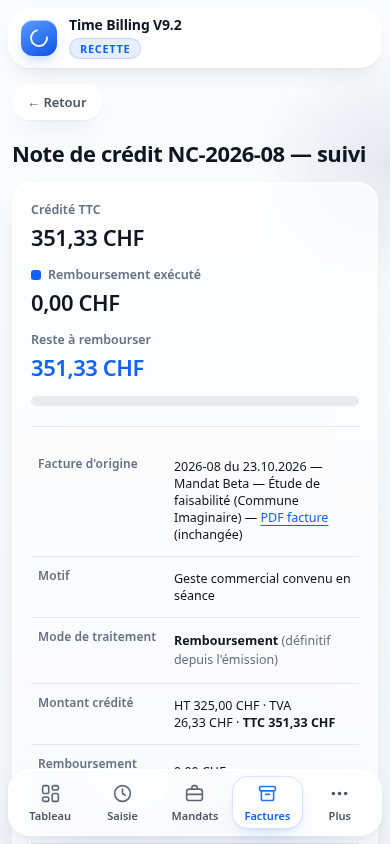 Time Billing V9.2
RECETTE
← Retour
Note de crédit NC-2026-08 — suivi
Crédité TTC
351,33 CHF
Remboursement exécuté
0,00 CHF
Reste à rembourser
351,33 CHF
Facture d'origine
2026-08 du 23.10.2026 —
Mandat Beta — Étude de
faisabilité (Commune
Imaginaire) — PDF facture
(inchangée)
Motif
Geste commercial convenu en
séance
Mode de traitement
Remboursement (définitif
depuis l'émission)
Montant crédité
HT 325,00 CHF · TVA
26,33 CHF · TTC 351,33 CHF
Remboursement
0,00 CHF
Tableau
Saisie
Mandats
Factures
Plus